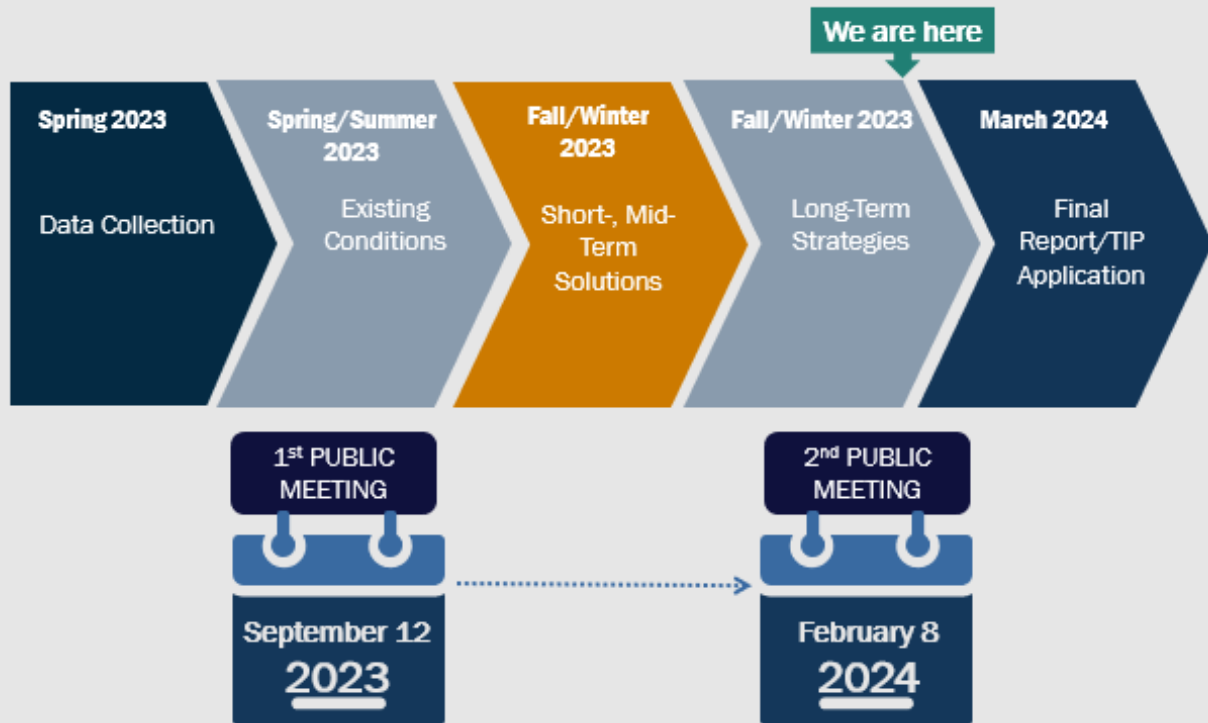 We are here
Spring 2023
Data Collection
Spring/Summer
2023
Existing
Conditions
Fall/Winter
2023
Short-, Mid-
Term
Solutions
Fall/Winter 2023
Long-Term
Strategies
March 2024
Final
Report/TIP
Application
1st PUBLIC
MEETING
September 12
2023
2nd PUBLIC
MEETING
February 8
2024